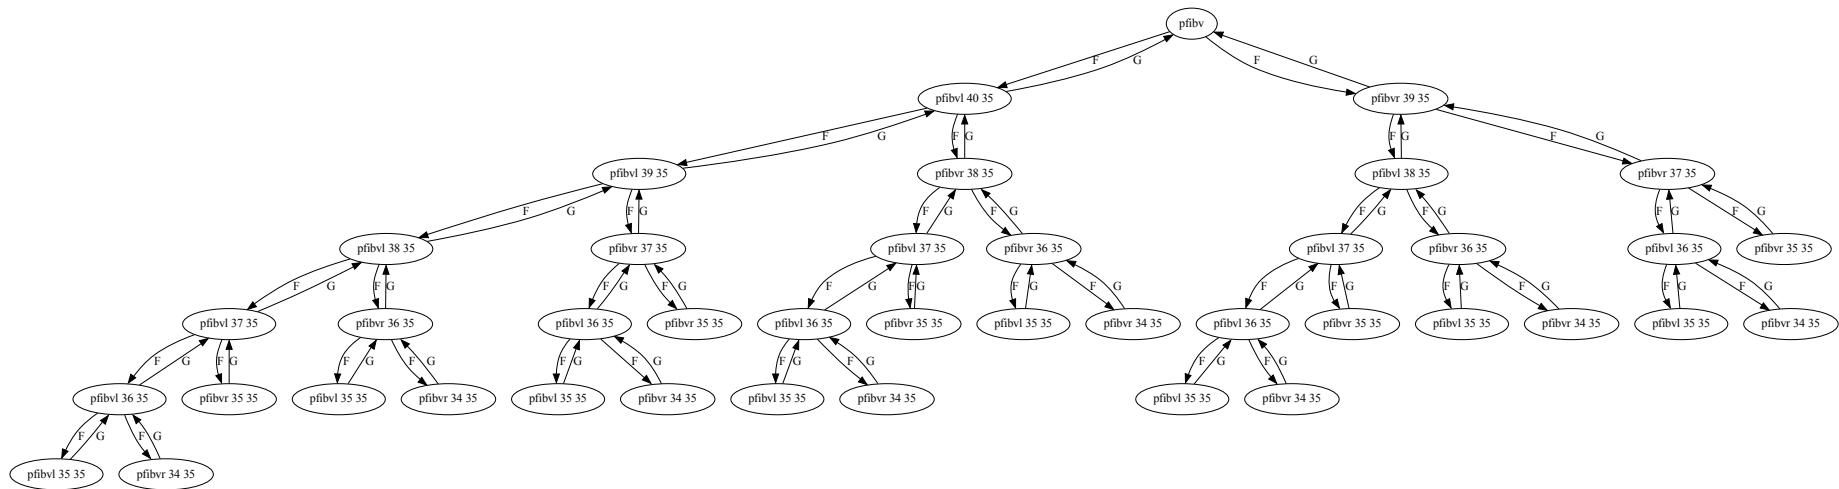 pfibv
F
G
F
G
pfibvl 40 35
pfibvr 39 35
F
G
F
G
F
G
F
G
pfibvl 39 35
pfibvr 38 35
pfibvl 38 35
pfibvr 37 35
F
G
F
G
F
G
F
G
F
G
F
G
F
G
F
G
pfibvl 38 35
pfibvr 37 35
pfibvl 37 35
pfibvr 36 35
pfibvl 37 35
pfibvr 36 35
pfibvl 36 35
pfibvr 35 35
F
G
F
G
F
G
F
G
F
G
F
G
F
G
F
G
F
G
F
G
F
G
F
G
F
G
F
G
pfibvl 37 35
pfibvr 36 35
pfibvl 36 35
pfibvr 35 35
pfibvl 36 35
pfibvr 35 35
pfibvl 35 35
pfibvr 34 35
pfibvl 36 35
pfibvr 35 35
pfibvl 35 35
pfibvr 34 35
pfibvl 35 35
pfibvr 34 35
F
G
F
G
F
G
F
G
F
G
F
G
F
G
F
G
F
G
F
G
pfibvl 36 35
pfibvr 35 35
pfibvl 35 35
pfibvr 34 35
pfibvl 35 35
pfibvr 34 35
pfibvl 35 35
pfibvr 34 35
pfibvl 35 35
pfibvr 34 35
F
G
F
G
pfibvl 35 35
pfibvr 34 35